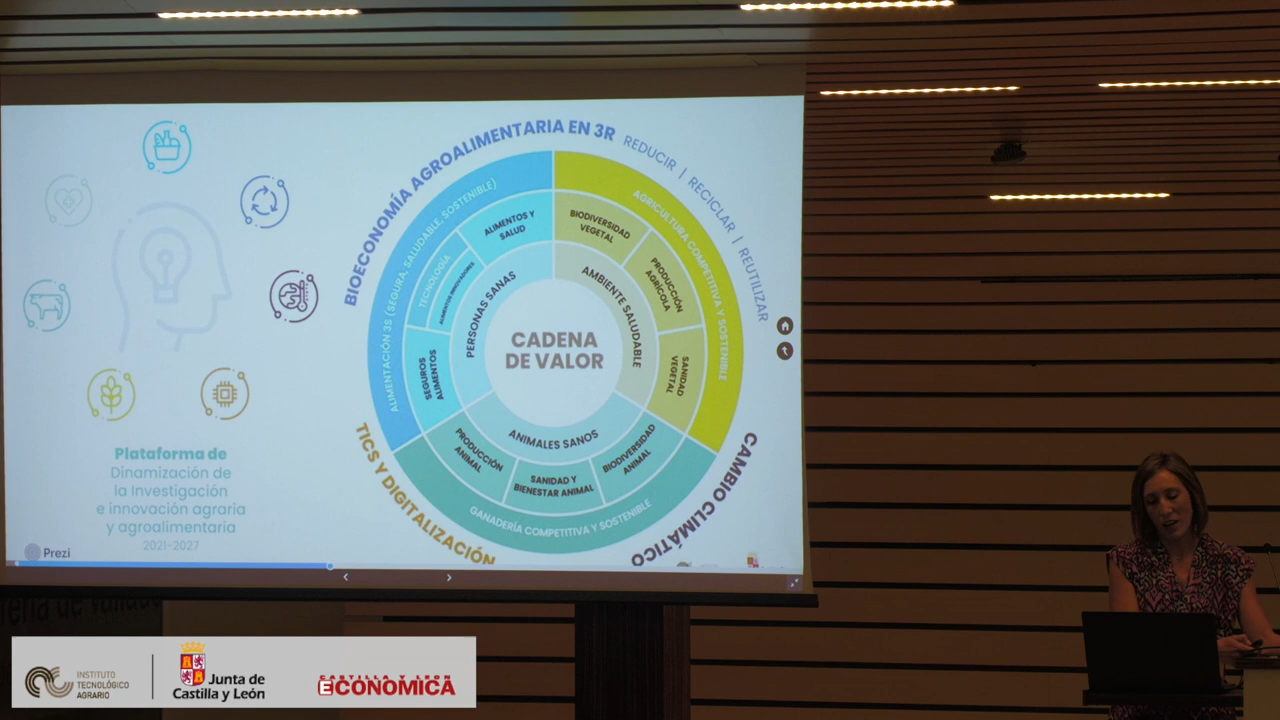 BIOECONOMÍA AGROALIMENTARIA EN 3R
REDUCIR | RECICLAR | REUTILIZAR
ALIMENTACIÓN 3S (SEGURA, SALUDABLE, SOSTENIBLE)
AGRICULTURA COMPETITIVA Y SOSTENIBLE
ALIMENTOS Y
SALUD
TECNOLOGÍA
ALIMENTOS INNOVADORES
SEGUROS
ALIMENTOS
PERSONAS SANAS
BIODIVERSIDAD
VEGETAL
PRODUCCIÓN
AGRÍCOLA
SANIDAD
VEGETAL
AMBIENTE SALUDABLE
CADENA
DE VALOR
ANIMALES SANOS
PRODUCCIÓN
ANIMAL
SANIDAD Y
BIENESTAR ANIMAL
BIODIVERSIDAD
ANIMAL
GANADERÍA COMPETITIVA Y SOSTENIBLE
TICS Y DIGITALIZACIÓN
CAMBIO CLIMÁTICO
Plataforma de
Dinamización de
la Investigación
e innovación agraria
y agroalimentaria
2021-2027
Prezi
INSTITUTO
TECNOLÓGICO
AGRARIO
Junta de
Castilla y León
CASTILLA Y LEÓN
ECONÓMICA